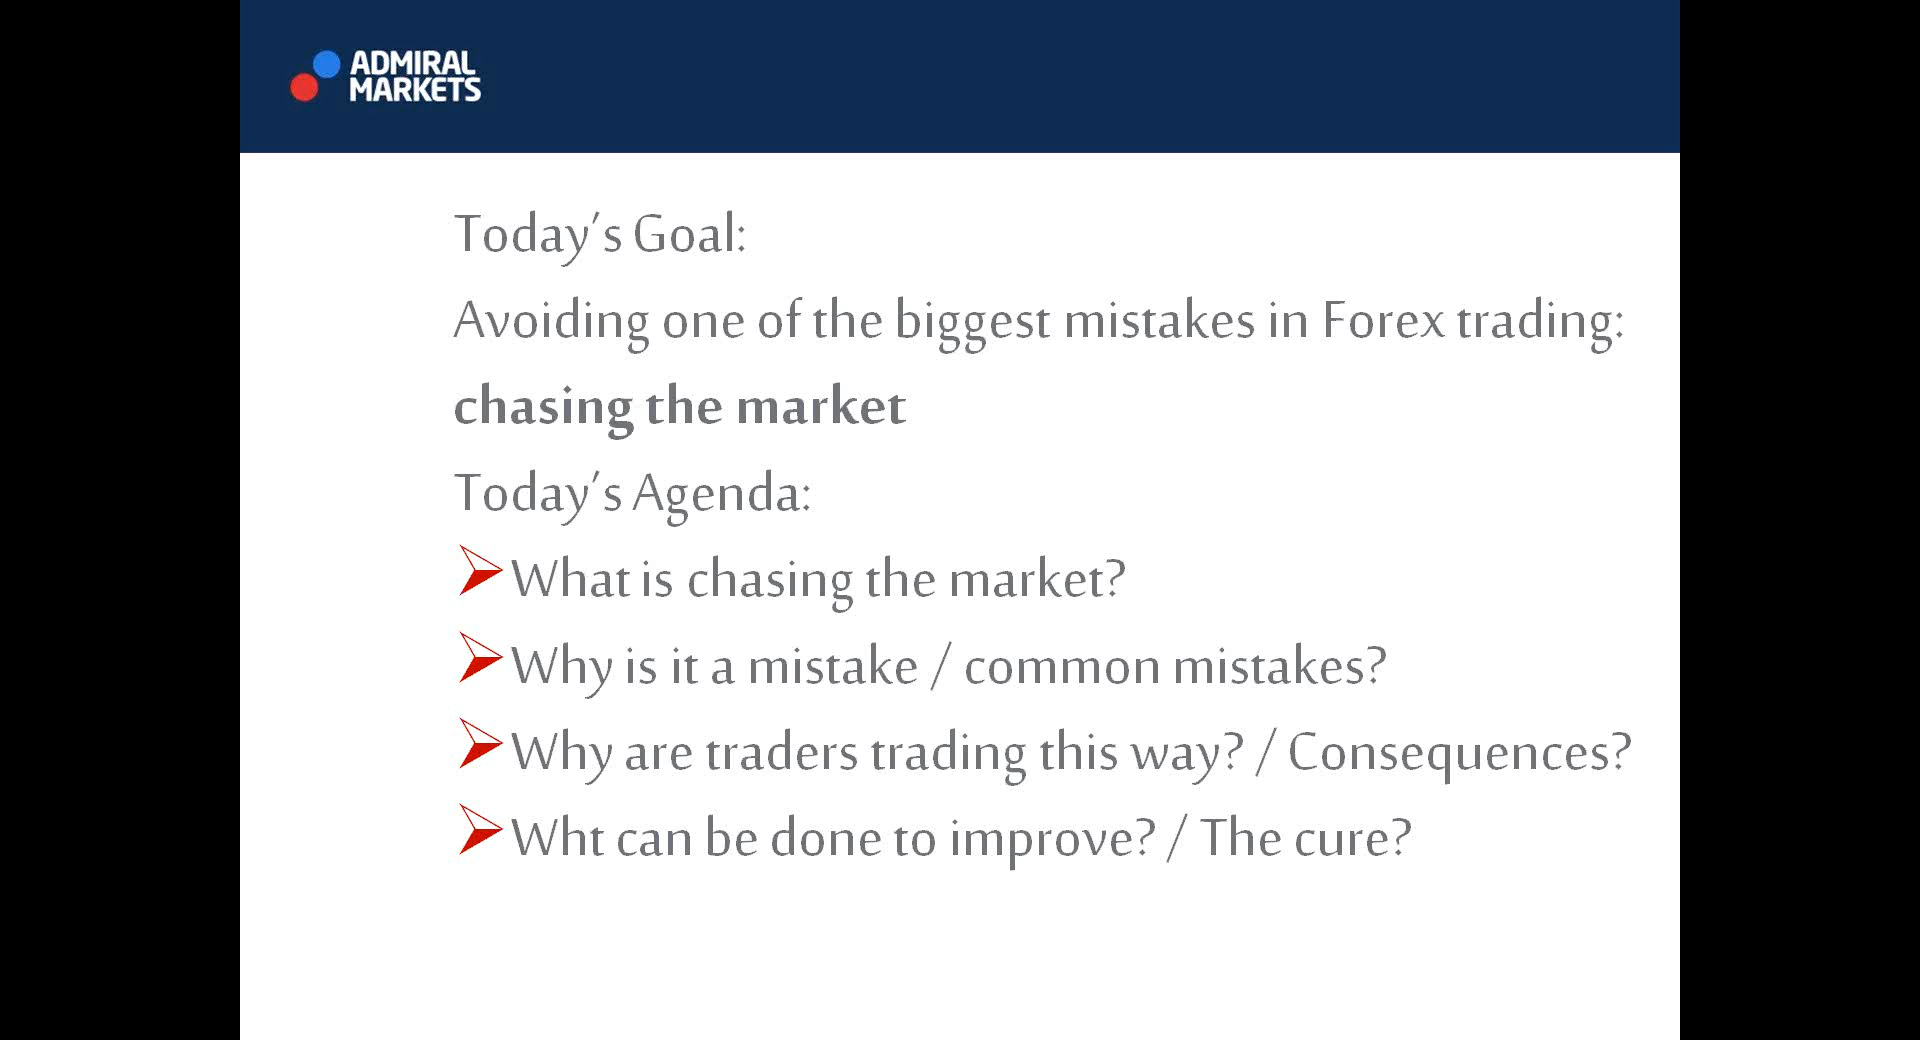 ADMIRAL
MARKETS
Today's Goal:
Avoiding one of the biggest mistakes in Forex trading:
chasing the market
Today's Agenda:
What is chasing the market?
Why is it a mistake / common mistakes?
Why are traders trading this way? / Consequences?
Wht can be done to improve? / The cure?